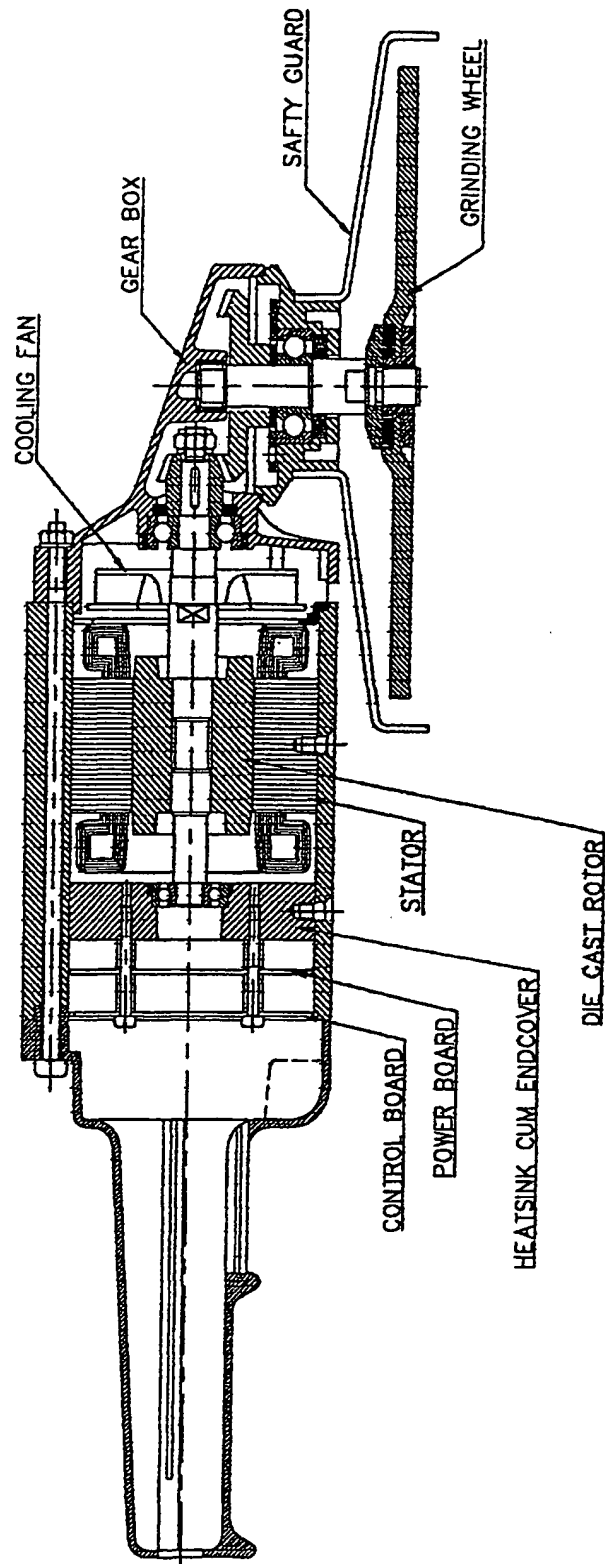 COOLING FAN
GEAR BOX
SAFTY GUARD
GRINDING WHEEL
CONTROL BOARD
POWER BOARD
HEATSINK CUM ENDCOVER
STATOR
DIE CAST ROTOR